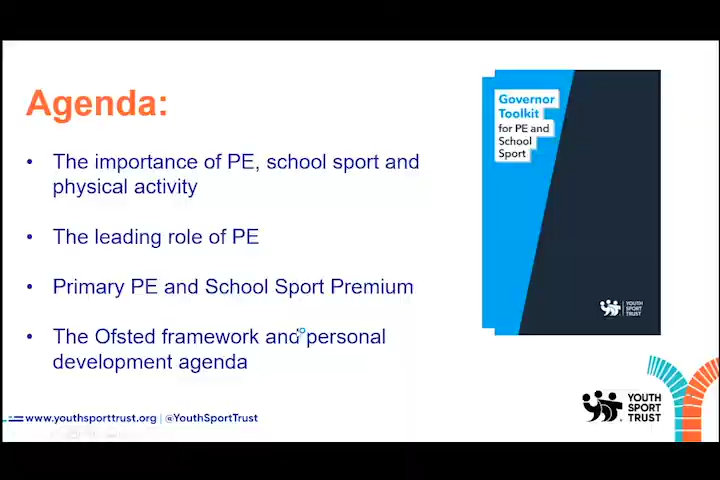 Agenda:
• The importance of PE, school sport and
physical activity
• The leading role of PE
• Primary PE and School Sport Premium
• The Ofsted framework and personal
development agenda
Governor
Toolkit
for PE and
School
Sport
YOUTH
SPORT
TRUST
www.youthsporttrust.org | @YouthSportTrust
YOUTH
SPORT
TRUST